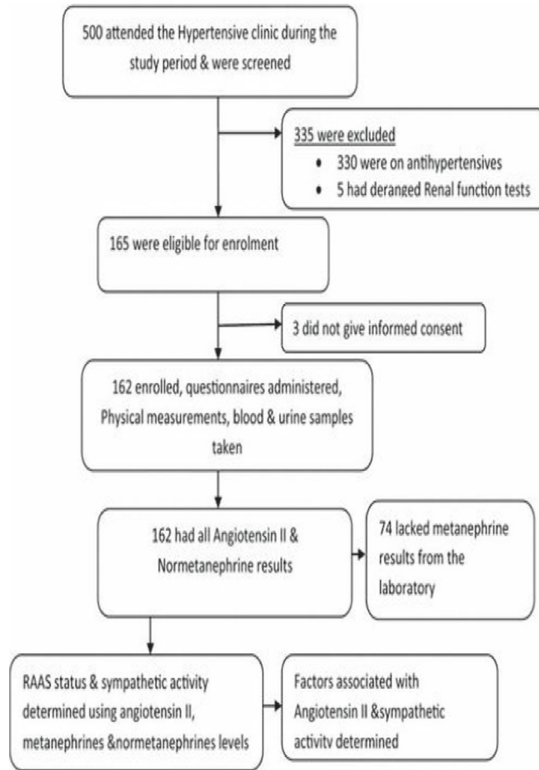 500 attended the Hypertensive clinic during the
study period & were screened
335 were excluded
• 330 were on antihypertensives
• 5 had deranged Renal function tests
165 were eligible for enrolment
3 did not give informed consent
162 enrolled, questionnaires administered,
Physical measurements, blood & urine samples
taken
162 had all Angiotensin II &
Normetanephrine results
74 lacked metanephrine
results from the
laboratory
RAAS status & sympathetic activity
determined using angiotensin II,
metanephrines &normetanephrines levels
Factors associated with
Angiotensin II &sympathetic
activity determined